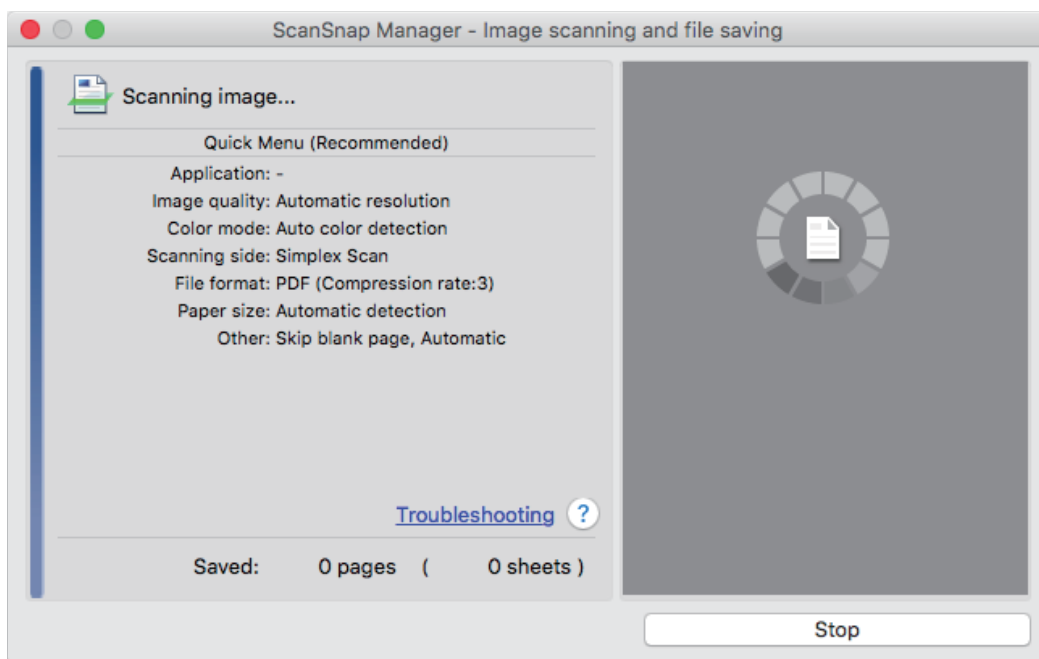 ScanSnap Manager - Image scanning and file saving
Scanning image...
Quick Menu (Recommended)
Application: -
Image quality: Automatic resolution
Color mode: Auto color detection
Scanning side: Simplex Scan
File format: PDF (Compression rate:3)
Paper size: Automatic detection
Other: Skip blank page, Automatic
Troubleshooting ?
Saved: 0 pages ( 0 sheets )
Stop